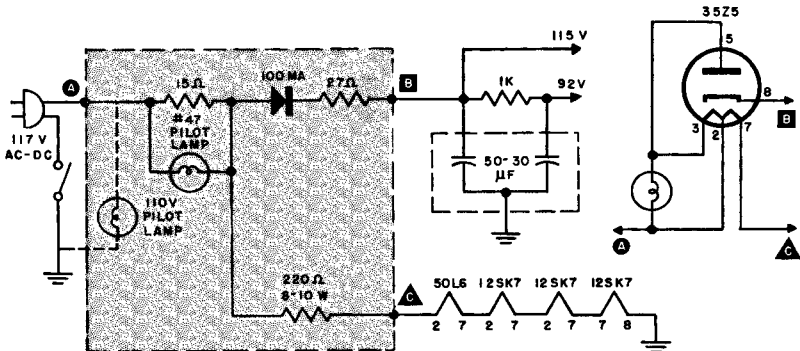 35Z5
5
8
3
2
7
B
A
C
A
117 V
AC-DC
15Ω
#47
PILOT
LAMP
100 MA
27Ω
B
110V
PILOT
LAMP
220Ω
8-10 W
C
115 V
1K
92V
50-30
μF
50L6 12SK7 12SK7 12SK7
2 7 2 7 2 7 7 8